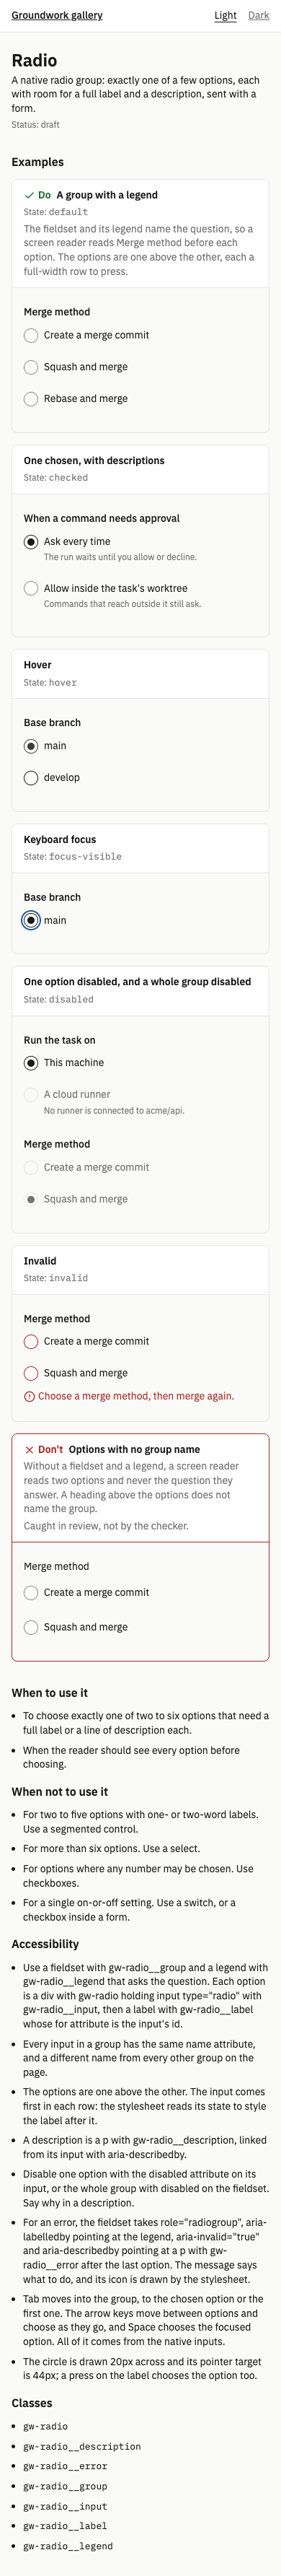 Groundwork gallery Light Dark
Radio
A native radio group: exactly one of a few options, each
with room for a full label and a description, sent with a
form.
Status: draft
Examples
Do A group with a legend
State: default
The fieldset and its legend name the question, so a
screen reader reads Merge method before each
option. The options are one above the other, each a
full-width row to press.
Merge method
Create a merge commit
Squash and merge
Rebase and merge
One chosen, with descriptions
State: checked
When a command needs approval
Ask every time
The run waits until you allow or decline.
Allow inside the task's worktree
Commands that reach outside it still ask.
Hover
State: hover
Base branch
main
develop
Keyboard focus
State: focus-visible
Base branch
main
One option disabled, and a whole group disabled
State: disabled
Run the task on
This machine
A cloud runner
No runner is connected to acme/api.
Merge method
Create a merge commit
Squash and merge
Invalid
State: invalid
Merge method
Create a merge commit
Squash and merge
Choose a merge method, then merge again.
Don't Options with no group name
Without a fieldset and a legend, a screen reader
reads two options and never the question they
answer. A heading above the options does not
name the group.
Caught in review, not by the checker.
Merge method
Create a merge commit
Squash and merge
When to use it
• To choose exactly one of two to six options that need a
full label or a line of description each.
• When the reader should see every option before
choosing.
When not to use it
• For two to five options with one- or two-word labels.
Use a segmented control.
• For more than six options. Use a select.
• For options where any number may be chosen. Use
checkboxes.
• For a single on-or-off setting. Use a switch, or a
checkbox inside a form.
Accessibility
• Use a fieldset with gw-radio__group and a legend with
gw-radio__legend that asks the question. Each option
is a div with gw-radio holding input type="radio" with
gw-radio__input, then a label with gw-radio__label
whose for attribute is the input's id.
• Every input in a group has the same name attribute,
and a different name from every other group on the
page.
• The options are one above the other. The input comes
first in each row: the stylesheet reads its state to style
the label after it.
• A description is a p with gw-radio__description, linked
from its input with aria-describedby.
• Disable one option with the disabled attribute on its
input, or the whole group with disabled on the fieldset.
Say why in a description.
• For an error, the fieldset takes role="radiogroup", aria-
labelledby pointing at the legend, aria-invalid="true"
and aria-describedby pointing at a p with gw-
radio__error after the last option. The message says
what to do, and its icon is drawn by the stylesheet.
• Tab moves into the group, to the chosen option or the
first one. The arrow keys move between options and
choose as they go, and Space chooses the focused
option. All of it comes from the native inputs.
• The circle is drawn 20px across and its pointer target
is 44px; a press on the label chooses the option too.
Classes
• gw-radio
• gw-radio__description
• gw-radio__error
• gw-radio__group
• gw-radio__input
• gw-radio__label
• gw-radio__legend